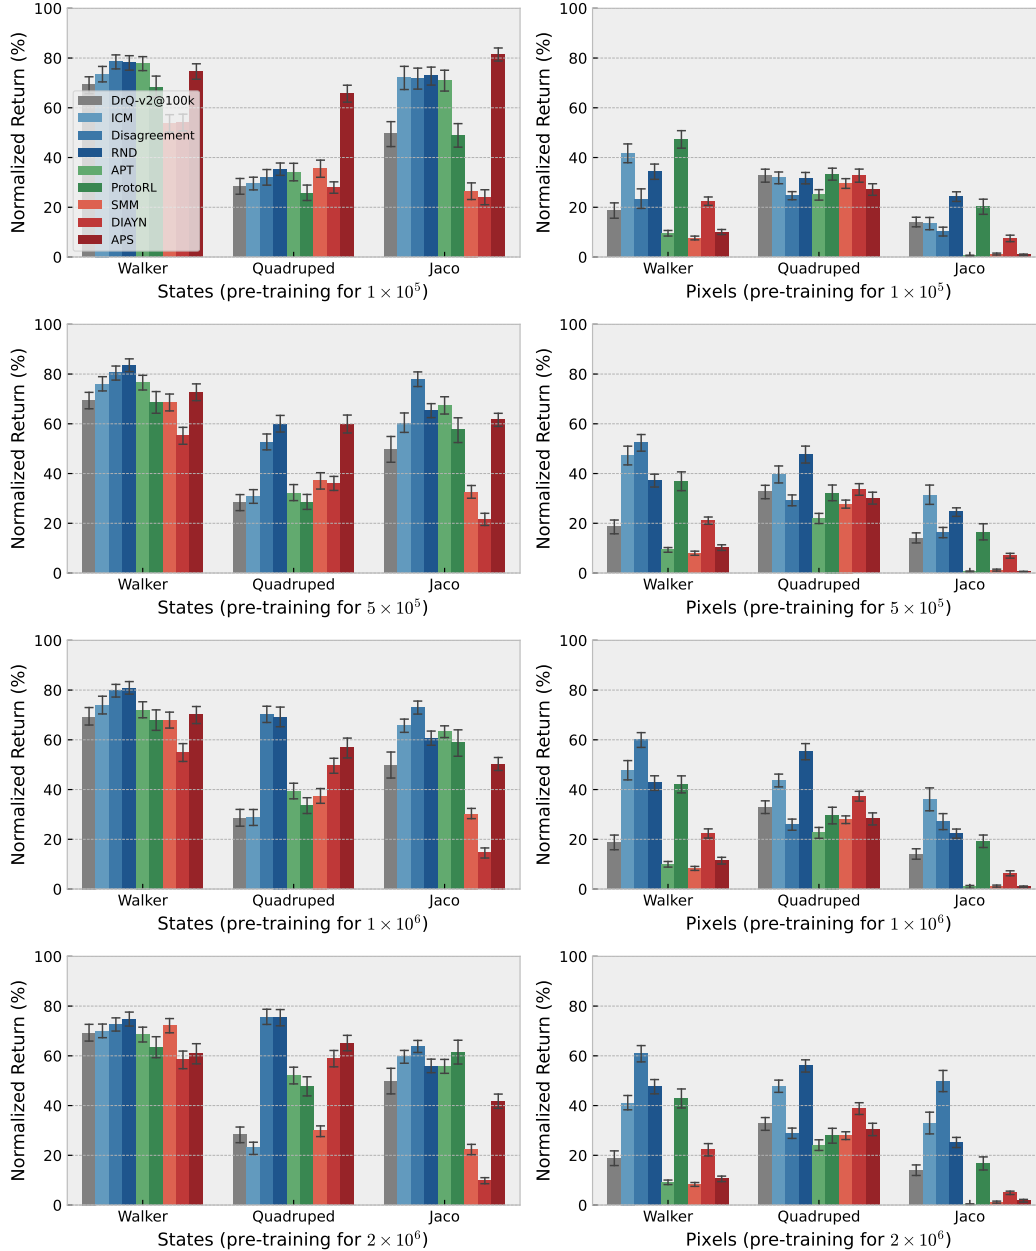 100
80
60
40
20
0
Normalized Return (%)
DrQ-v2@100k
ICM
Disagreement
RND
APT
ProtoRL
SMM
DIAYN
APS
Walker Quadruped Jaco
States (pre-training for 1 × 10⁵)
100
80
60
40
20
0
Normalized Return (%)
Walker Quadruped Jaco
Pixels (pre-training for 1 × 10⁵)
100
80
60
40
20
0
Normalized Return (%)
Walker Quadruped Jaco
States (pre-training for 5 × 10⁵)
100
80
60
40
20
0
Normalized Return (%)
Walker Quadruped Jaco
Pixels (pre-training for 5 × 10⁵)
100
80
60
40
20
0
Normalized Return (%)
Walker Quadruped Jaco
States (pre-training for 1 × 10⁶)
100
80
60
40
20
0
Normalized Return (%)
Walker Quadruped Jaco
Pixels (pre-training for 1 × 10⁶)
100
80
60
40
20
0
Normalized Return (%)
Walker Quadruped Jaco
States (pre-training for 2 × 10⁶)
100
80
60
40
20
0
Normalized Return (%)
Walker Quadruped Jaco
Pixels (pre-training for 2 × 10⁶)